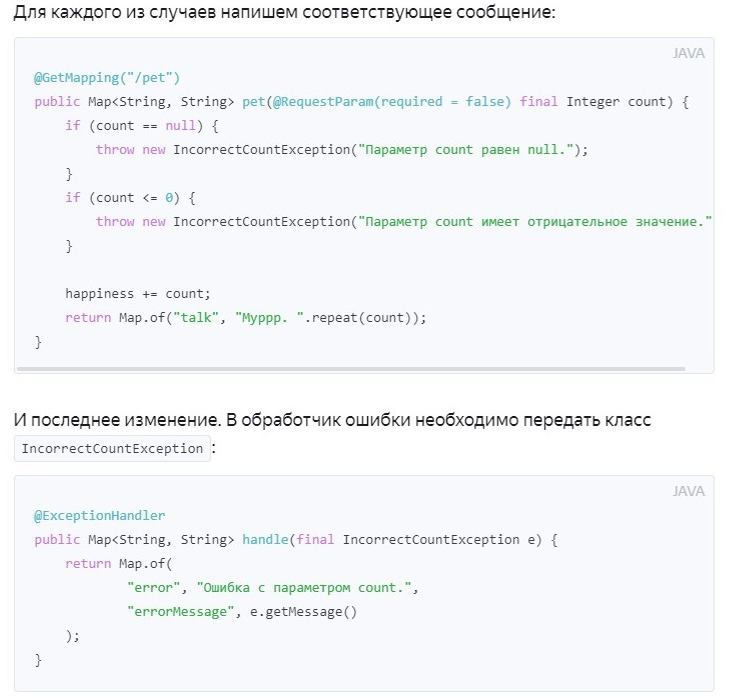 Для каждого из случаев напишем соответствующее сообщение:
JAVA
@GetMapping("/pet")
public Map<String, String> pet(@RequestParam(required = false) final Integer count) {
    if (count == null) {
        throw new IncorrectCountException("Параметр count равен null.");
    }
    if (count <= 0) {
        throw new IncorrectCountException("Параметр count имеет отрицательное значение."
    }
    happiness += count;
    return Map.of("talk", "Муррр. ".repeat(count));
}
И последнее изменение. В обработчик ошибки необходимо передать класс
IncorrectCountException :
JAVA
@ExceptionHandler
public Map<String, String> handle(final IncorrectCountException e) {
    return Map.of(
            "error", "Ошибка с параметром count.",
            "errorMessage", e.getMessage()
    );
}